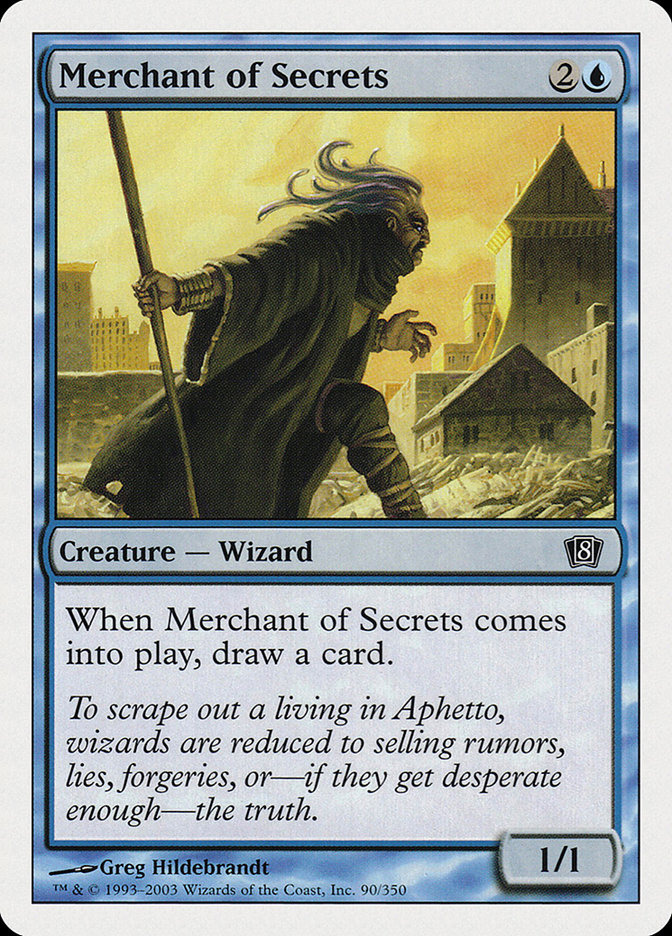 Merchant of Secrets 2
Creature — Wizard 8
When Merchant of Secrets comes
into play, draw a card.
To scrape out a living in Aphetto,
wizards are reduced to selling rumors,
lies, forgeries, or—if they get desperate
enough—the truth.
1/1
Greg Hildebrandt
™ & © 1993–2003 Wizards of the Coast, Inc. 90/350